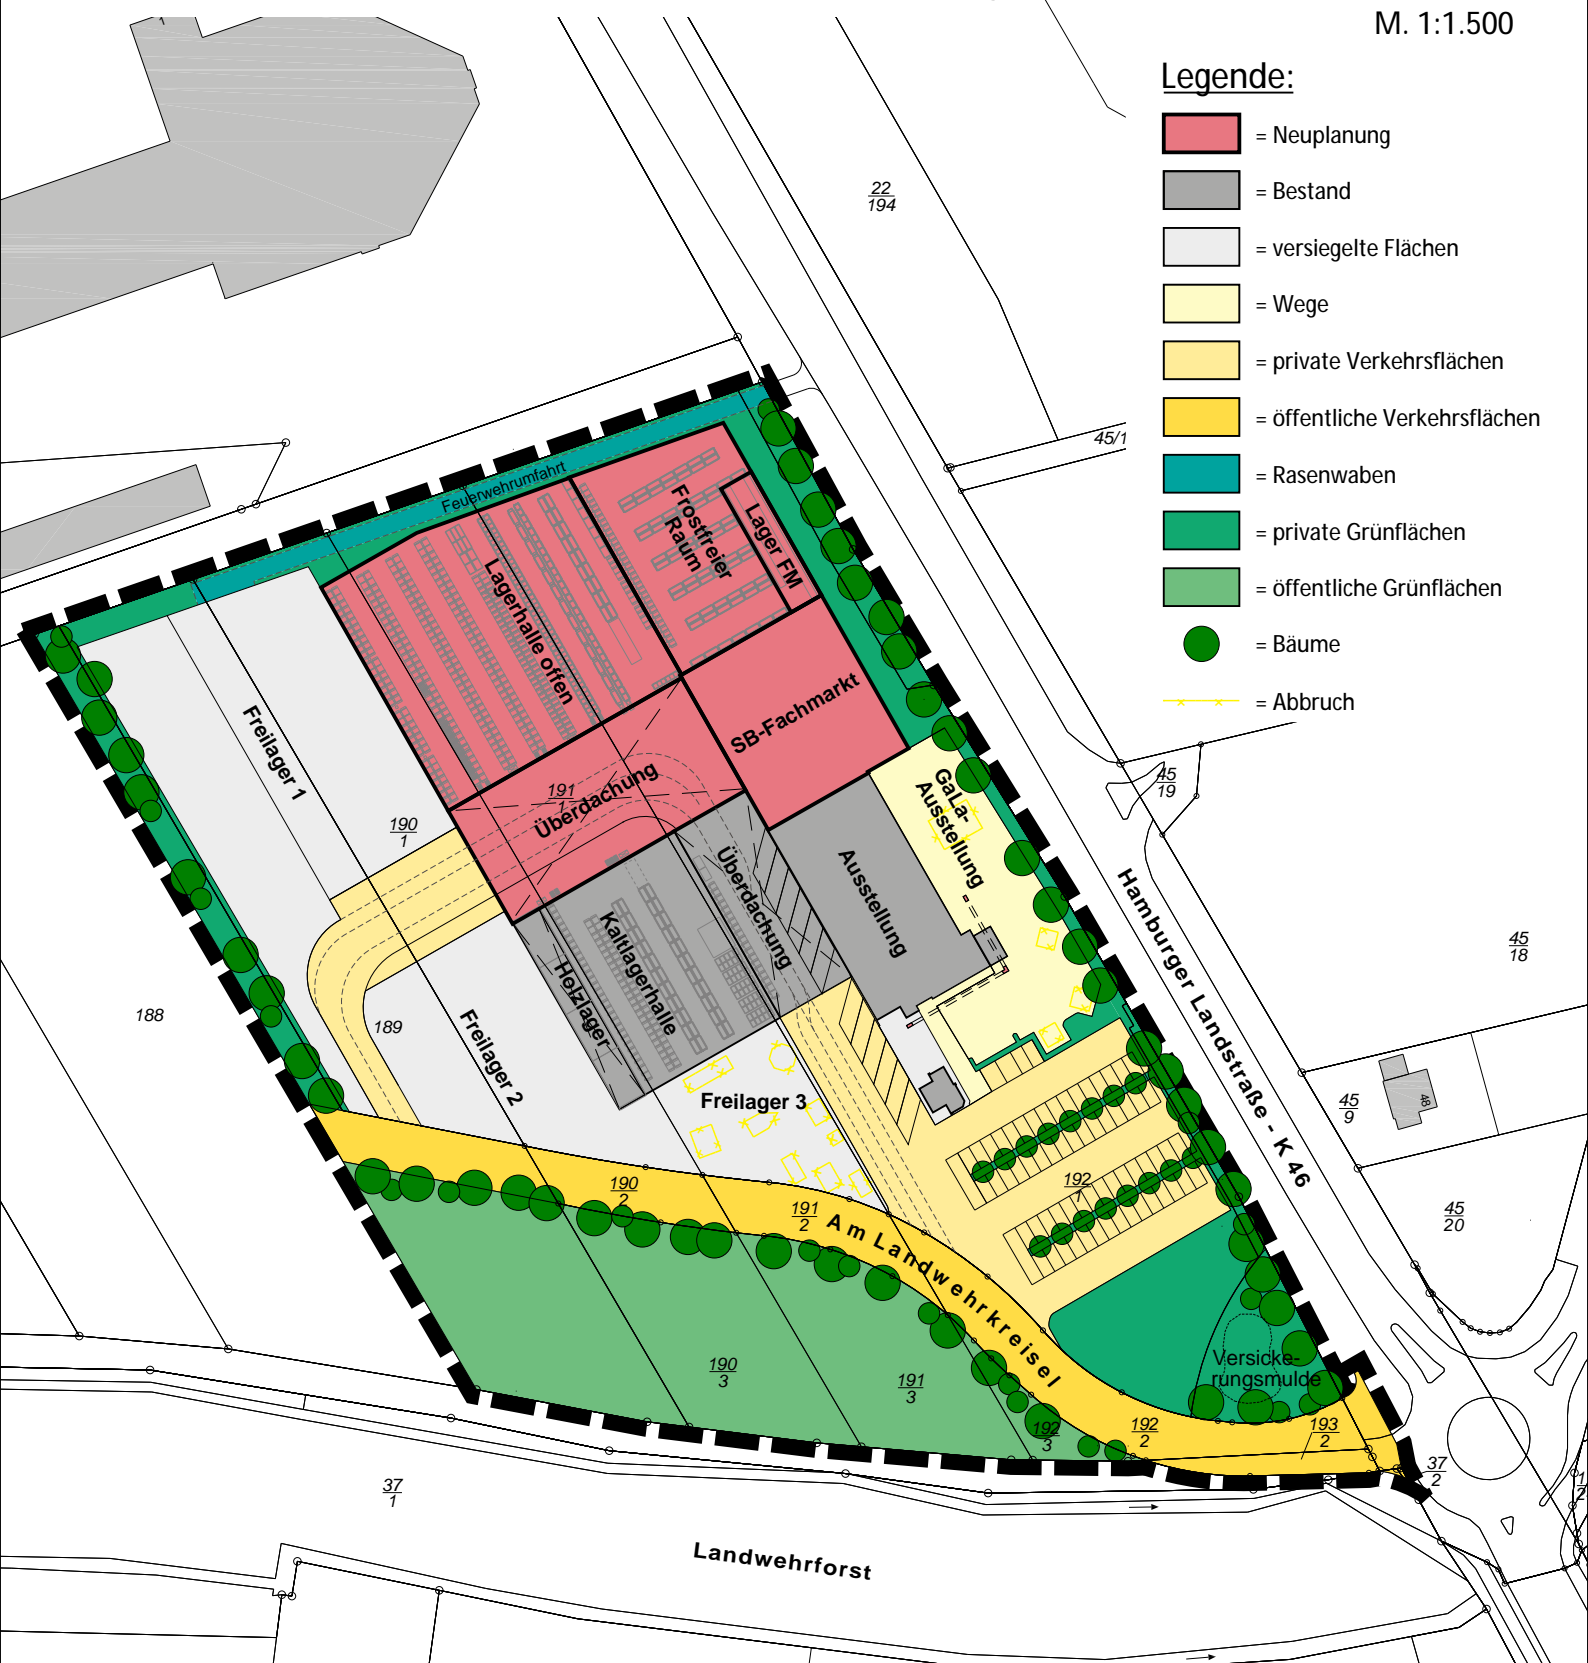 M. 1:1.500
Legende:
= Neuplanung
= Bestand
= versiegelte Flächen
= Wege
= private Verkehrsflächen
= öffentliche Verkehrsflächen
= Rasenwaben
= private Grünflächen
= öffentliche Grünflächen
= Bäume
= Abbruch
1
22
194
45/1
Feuerwehrumfahrt
Frostfreier
Raum
Lager FM
Lagerhalle offen
SB-Fachmarkt
Freilager 1
191
1
Überdachung
190
1
GaLa-
Ausstellung
45
19
Überdachung
Ausstellung
Kaltlagerhalle
Holzlager
Hamburger Landstraße - K 46
45
18
188
189
Freilager 2
Freilager 3
45
9
48
192
1
190
2
191
2
Am Landwehrkreisel
45
20
190
3
191
3
Versicke-
rungsmulde
192
3
192
2
193
2
37
2
37
1
Landwehrforst